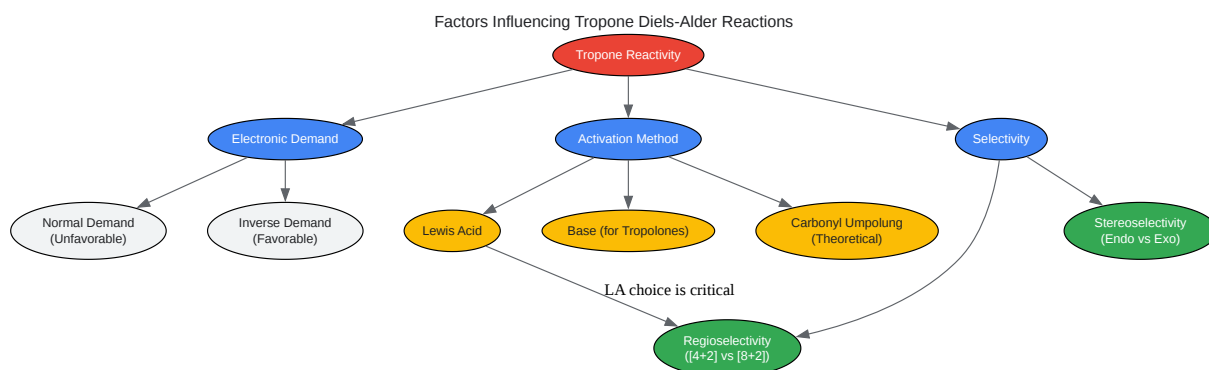 Factors Influencing Tropone Diels-Alder Reactions
Tropone Reactivity
Electronic Demand
Activation Method
Selectivity
Normal Demand
(Unfavorable)
Inverse Demand
(Favorable)
Lewis Acid
Base (for Tropolones)
Carbonyl Umpolung
(Theoretical)
Stereoselectivity
(Endo vs Exo)
LA choice is critical
Regioselectivity
([4+2] vs [8+2])